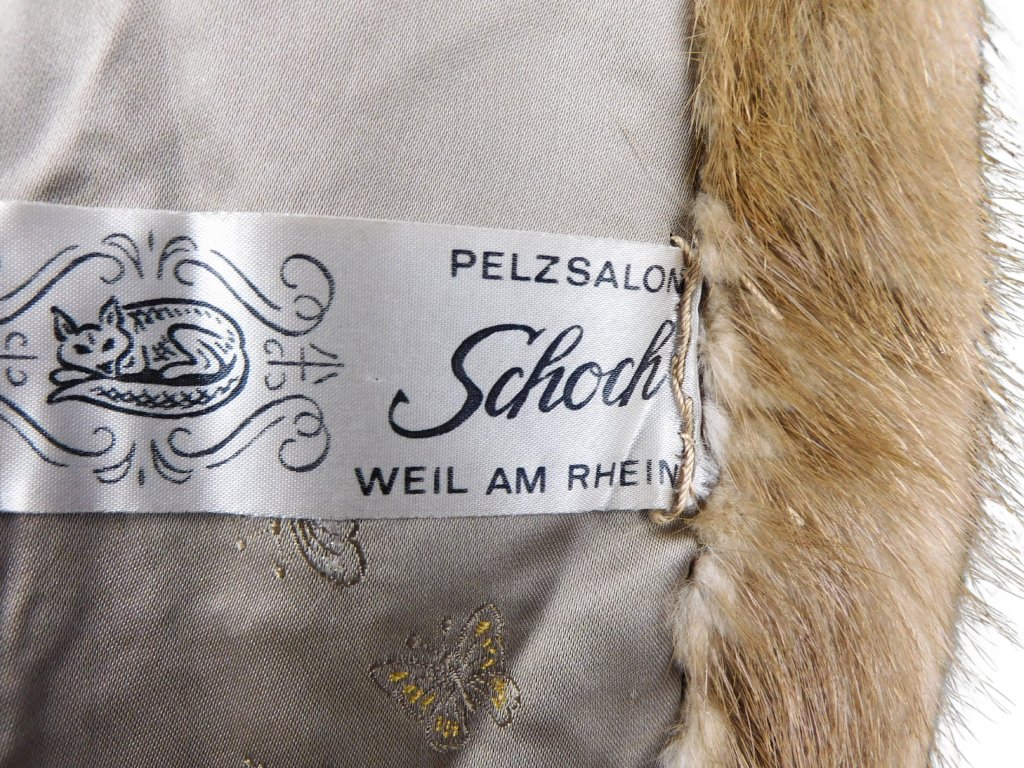 PELZSALON
Schoch
WEIL AM RHEIN